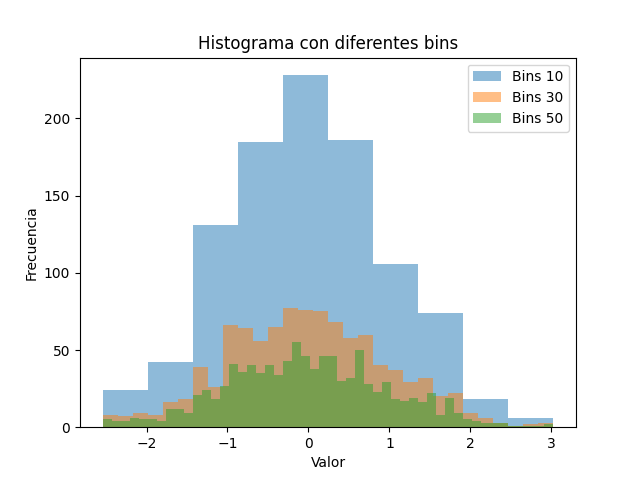 Histograma con diferentes bins
Bins 10
Bins 30
Bins 50
Frecuencia
200
150
100
50
0
−2 −1 0 1 2 3
Valor